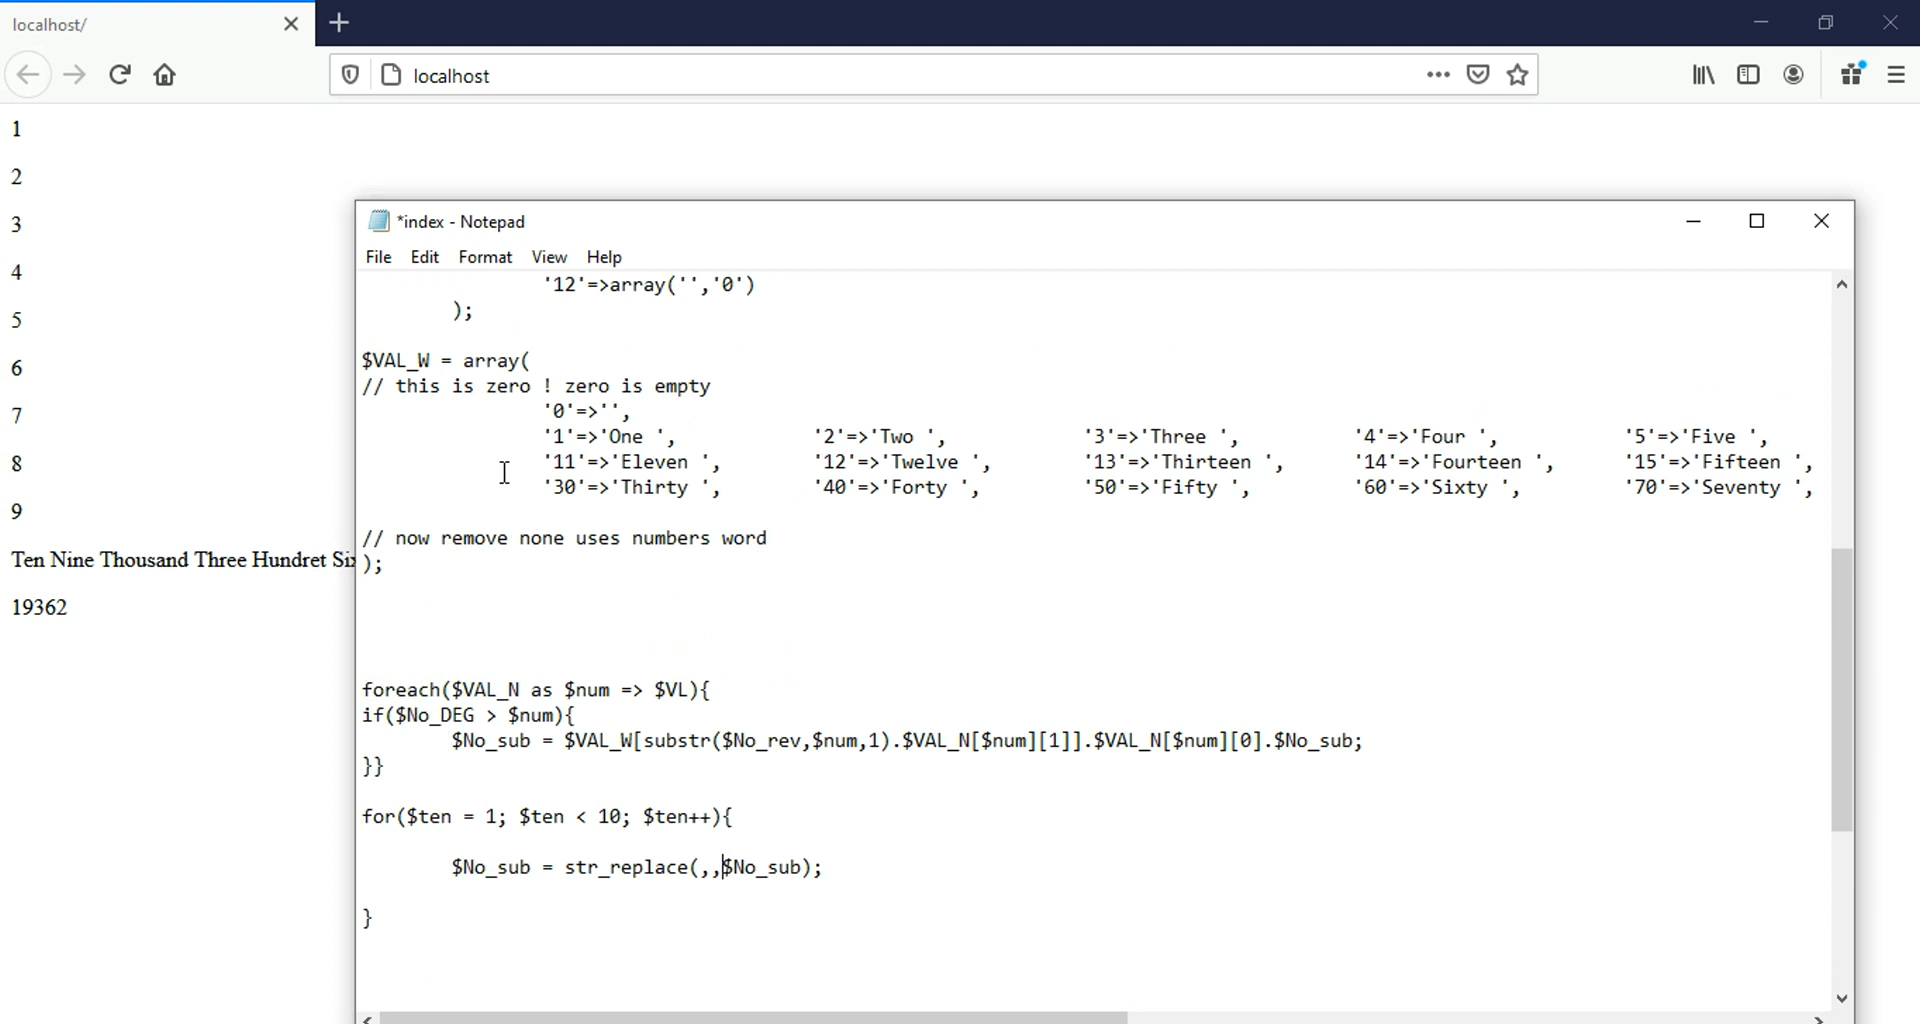 localhost/
localhost
1
2
3
4
5
6
7
8
9
Ten Nine Thousand Three Hundret Six
19362
*index - Notepad
File Edit Format View Help
'12'=>array('','0')
);
$VAL_W = array(
// this is zero ! zero is empty
'0'=>'',
'1'=>'One ', '2'=>'Two ', '3'=>'Three ', '4'=>'Four ', '5'=>'Five ',
'11'=>'Eleven ', '12'=>'Twelve ', '13'=>'Thirteen ', '14'=>'Fourteen ', '15'=>'Fifteen ',
'30'=>'Thirty ', '40'=>'Forty ', '50'=>'Fifty ', '60'=>'Sixty ', '70'=>'Seventy ',
// now remove none uses numbers word
);
foreach($VAL_N as $num => $VL){
if($No_DEG > $num){
$No_sub = $VAL_W[substr($No_rev,$num,1).$VAL_N[$num][1]].$VAL_N[$num][0].$No_sub;
}}
for($ten = 1; $ten < 10; $ten++){
$No_sub = str_replace(,,$No_sub);
}